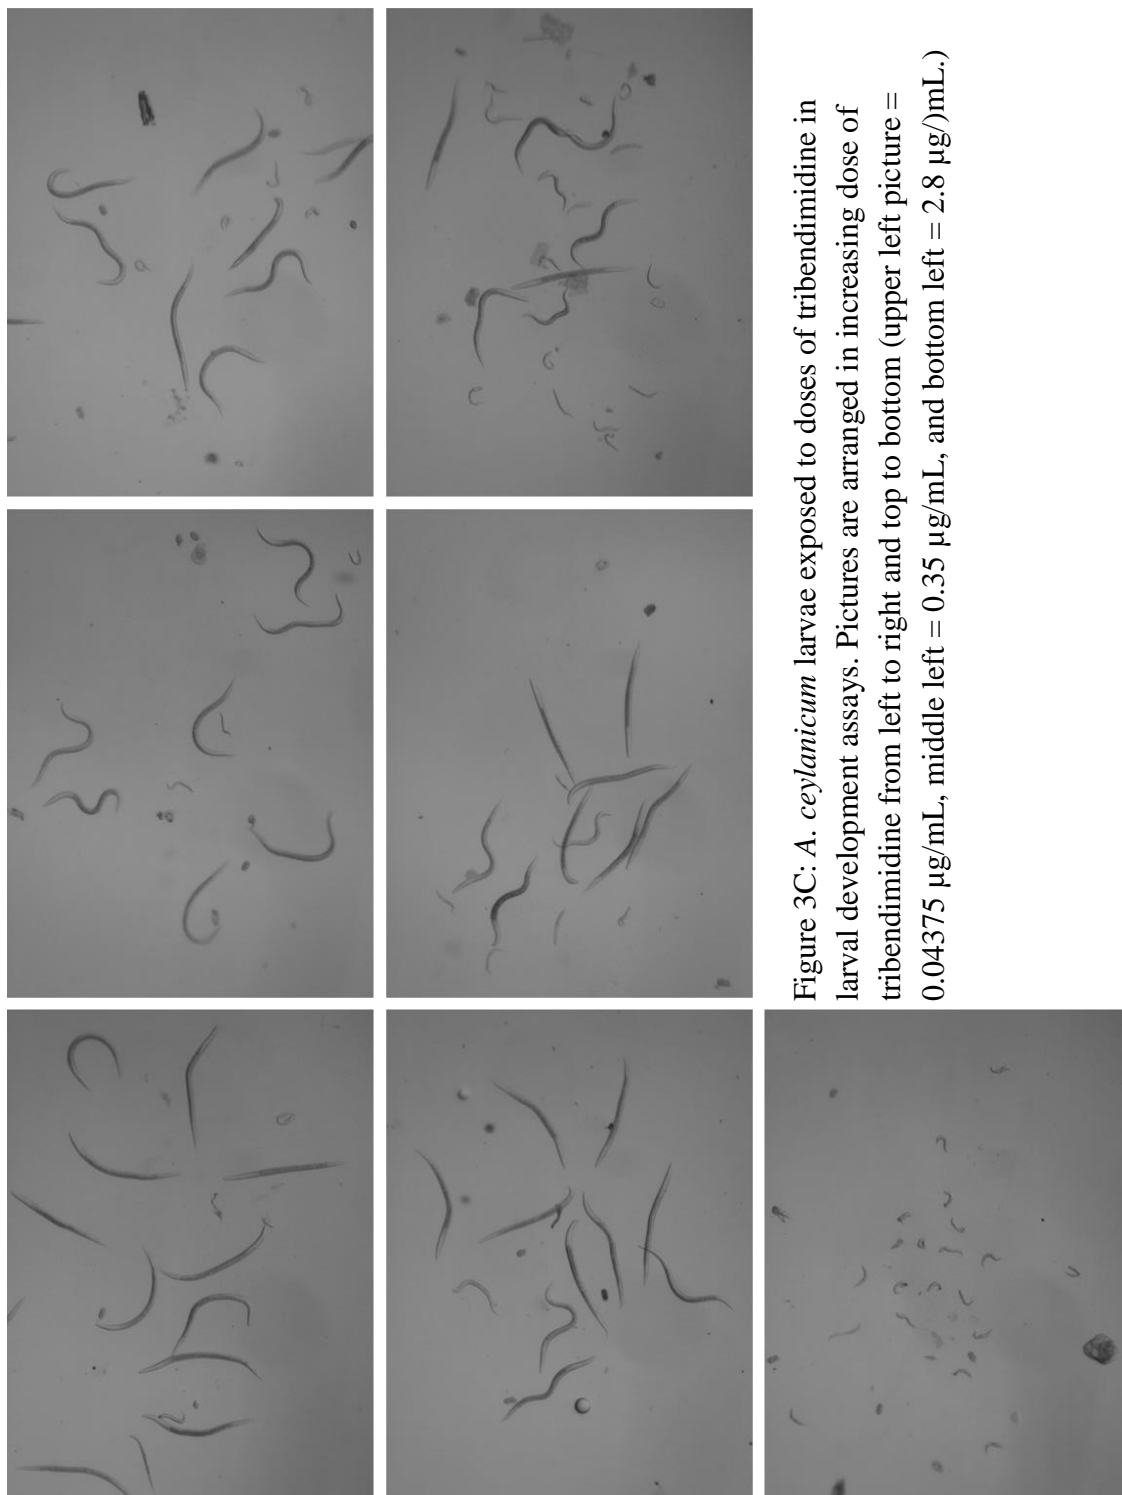 Figure 3C: A. ceylanicum larvae exposed to doses of tribendimidine in
larval development assays. Pictures are arranged in increasing dose of
tribendimidine from left to right and top to bottom (upper left picture =
0.04375 µg/mL, middle left = 0.35 µg/mL, and bottom left = 2.8 µg/)mL.)